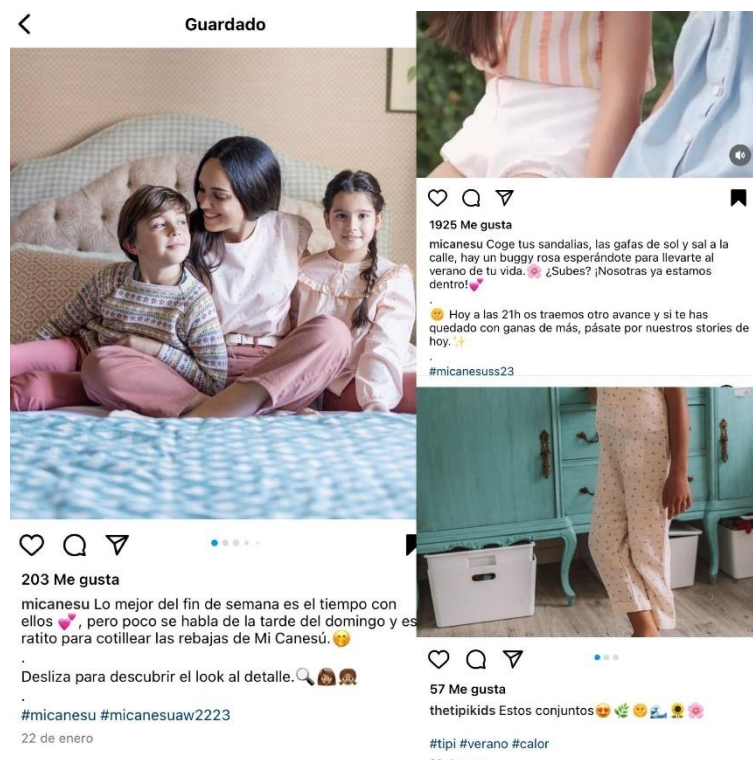 Guardado
203 Me gusta
micanesu Lo mejor del fin de semana es el tiempo con
ellos 💕, pero poco se habla de la tarde del domingo y es
ratito para cotillear las rebajas de Mi Canesú.🤭
.
Desliza para descubrir el look al detalle.🔍👩🏽👧🏽
.
#micanesu #micanesuaw2223
22 de enero
1925 Me gusta
micanesu Coge tus sandalias, las gafas de sol y sal a la
calle, hay un buggy rosa esperándote para llevarte al
verano de tu vida.🌸 ¿Subes? ¡Nosotras ya estamos
dentro!💕
.
🌞 Hoy a las 21h os traemos otro avance y si te has
quedado con ganas de más, pásate por nuestros stories de
hoy.✨
.
#micanesuss23
57 Me gusta
thetipikids Estos conjuntos😍🌿🌞🌊🌻🌸
#tipi #verano #calor